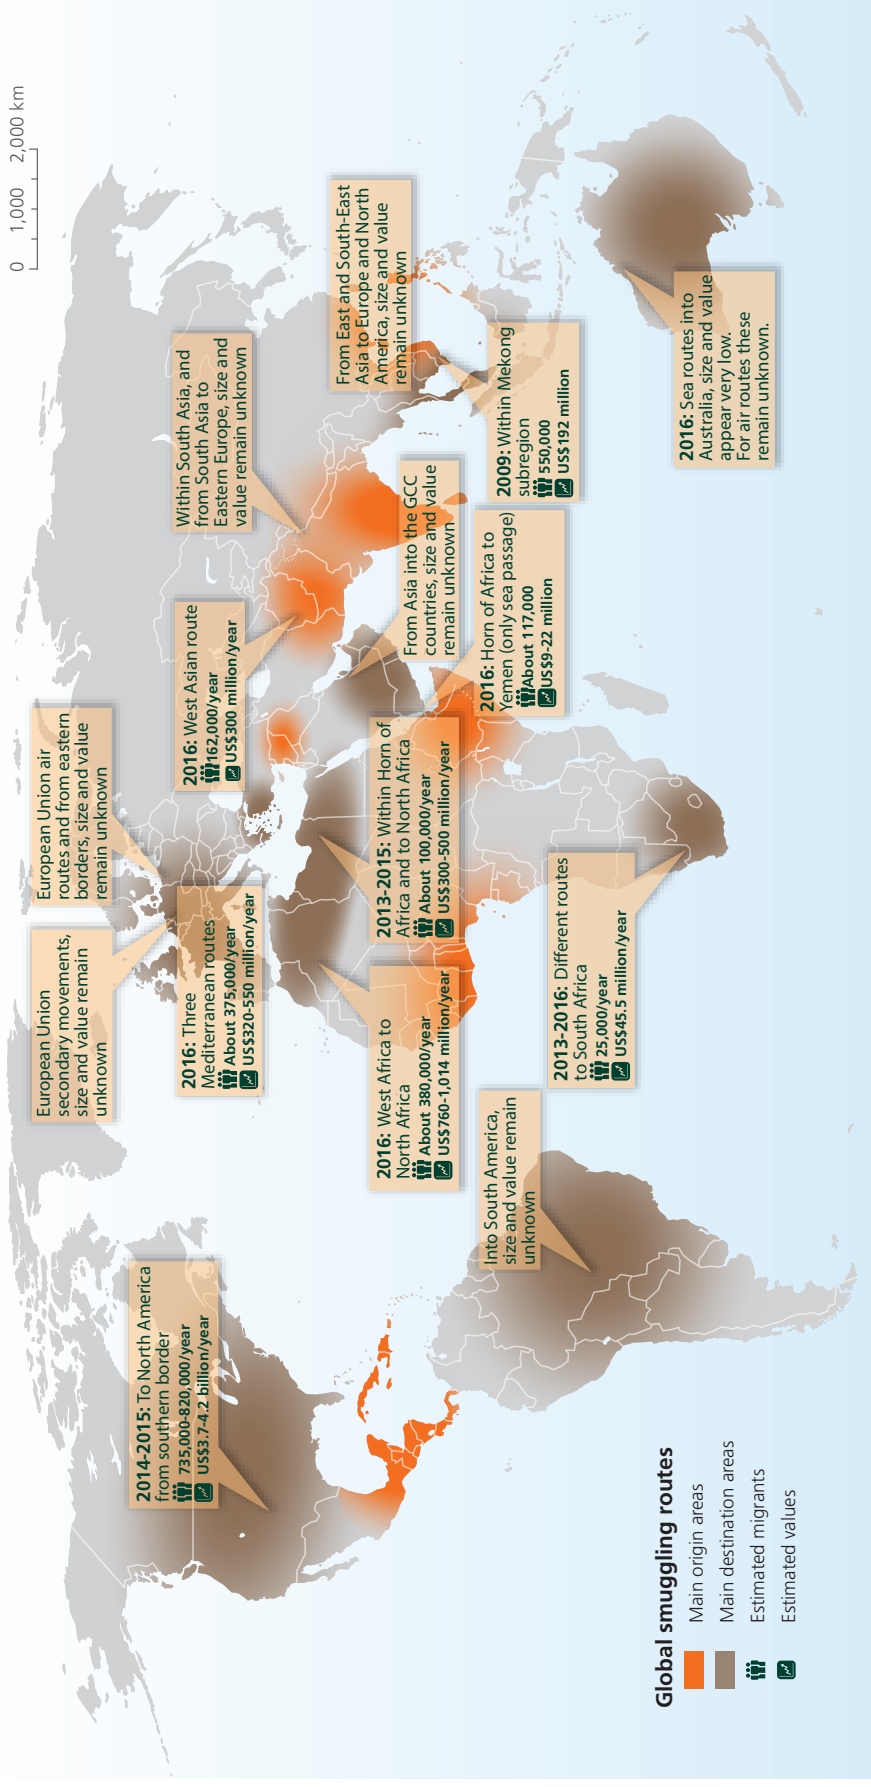 0 1,000 2,000 km
European Union
secondary movements,
size and value remain
unknown
European Union air
routes and from eastern
borders, size and value
remain unknown
2014-2015: To North America
from southern border
735,000-820,000/year
US$3.7-4.2 billion/year
2016: Three
Mediterranean routes
About 375,000/year
US$320-550 million/year
2016: West Asian route
162,000/year
US$300 million/year
Within South Asia, and
from South Asia to
Eastern Europe, size and
value remain unknown
From East and South-East
Asia to Europe and North
America, size and value
remain unknown
2016: West Africa to
North Africa
About 380,000/year
US$760-1,014 million/year
2013-2015: Within Horn of
Africa and to North Africa
About 100,000/year
US$300-500 million/year
From Asia into the GCC
countries, size and value
remain unknown
Into South America,
size and value remain
unknown
2016: Horn of Africa to
Yemen (only sea passage)
About 117,000
US$9-22 million
2009: Within Mekong
subregion
550,000
US$192 million
2013-2016: Different routes
to South Africa
25,000/year
US$45.5 million/year
2016: Sea routes into
Australia, size and value
appear very low.
For air routes these
remain unknown.
Global smuggling routes
Main origin areas
Main destination areas
Estimated migrants
Estimated values